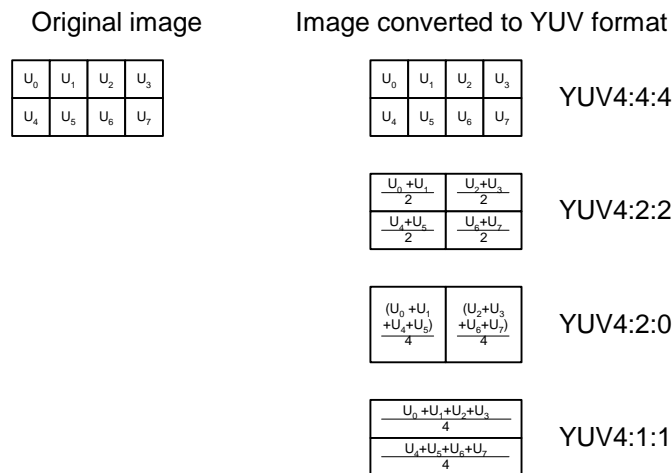 Original image
Image converted to YUV format
U₀ U₁ U₂ U₃
U₄ U₅ U₆ U₇
U₀ U₁ U₂ U₃
U₄ U₅ U₆ U₇
YUV4:4:4
U₀ +U₁
2
U₂+U₃
2
U₄+U₅
2
U₆+U₇
2
YUV4:2:2
(U₀ +U₁
+U₄+U₅)
4
(U₂+U₃
+U₆+U₇)
4
YUV4:2:0
U₀ +U₁+U₂+U₃
4
U₄+U₅+U₆+U₇
4
YUV4:1:1